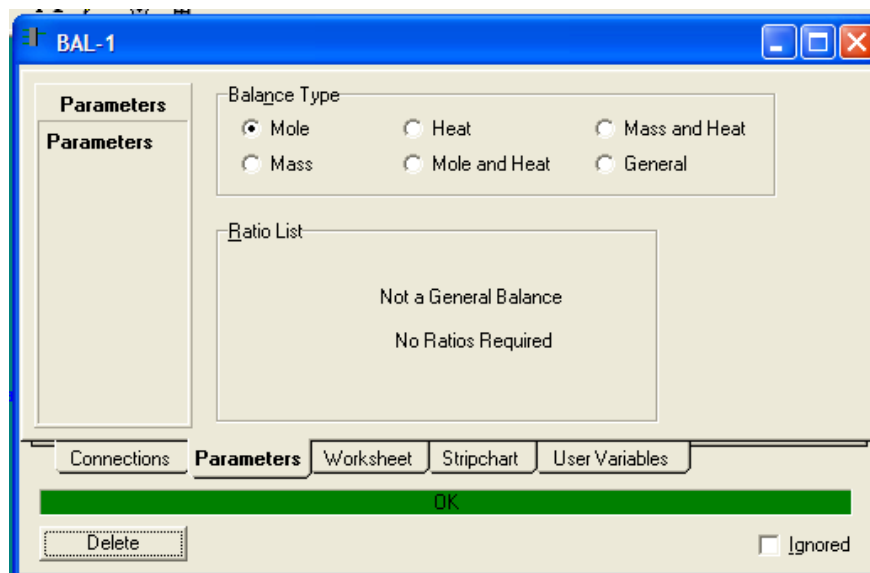 BAL-1
Parameters
Parameters
Balance Type
Mole
Heat
Mass and Heat
Mass
Mole and Heat
General
Ratio List
Not a General Balance
No Ratios Required
Connections
Parameters
Worksheet
Stripchart
User Variables
OK
Delete
Ignored